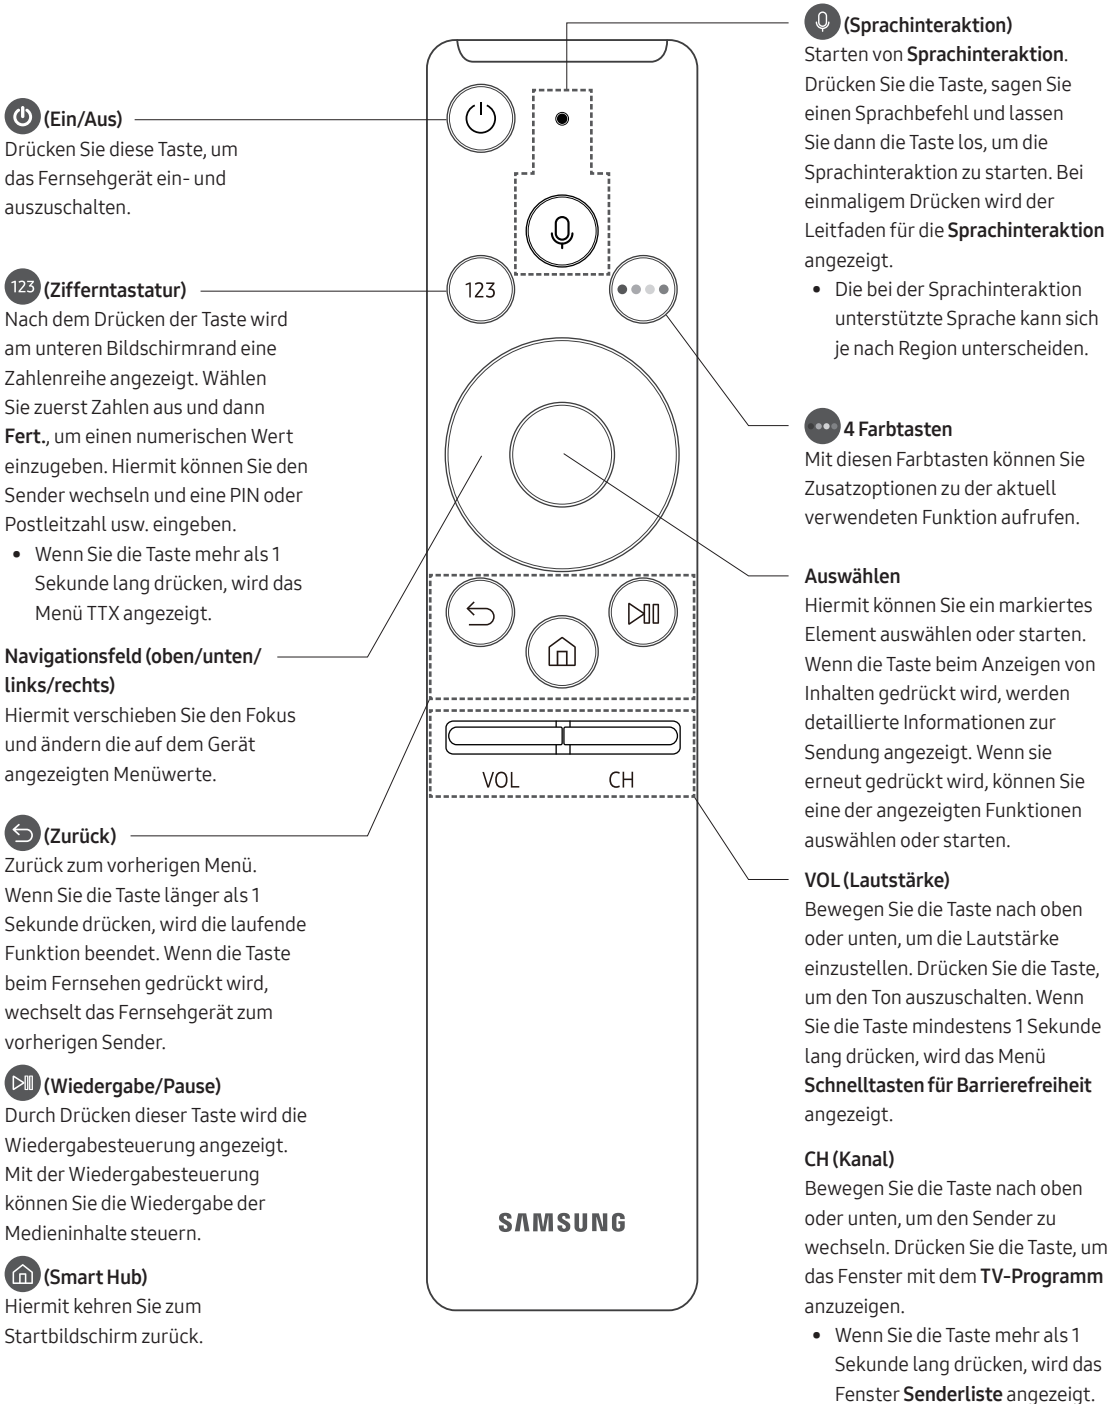 (Ein/Aus)
Drücken Sie diese Taste, um
das Fernsehgerät ein- und
auszuschalten.
123 (Zifferntastatur)
Nach dem Drücken der Taste wird
am unteren Bildschirmrand eine
Zahlenreihe angezeigt. Wählen
Sie zuerst Zahlen aus und dann
Fert., um einen numerischen Wert
einzugeben. Hiermit können Sie den
Sender wechseln und eine PIN oder
Postleitzahl usw. eingeben.
• Wenn Sie die Taste mehr als 1
Sekunde lang drücken, wird das
Menü TTX angezeigt.
Navigationsfeld (oben/unten/
links/rechts)
Hiermit verschieben Sie den Fokus
und ändern die auf dem Gerät
angezeigten Menüwerte.
(Zurück)
Zurück zum vorherigen Menü.
Wenn Sie die Taste länger als 1
Sekunde drücken, wird die laufende
Funktion beendet. Wenn die Taste
beim Fernsehen gedrückt wird,
wechselt das Fernsehgerät zum
vorherigen Sender.
(Wiedergabe/Pause)
Durch Drücken dieser Taste wird die
Wiedergabesteuerung angezeigt.
Mit der Wiedergabesteuerung
können Sie die Wiedergabe der
Medieninhalte steuern.
(Smart Hub)
Hiermit kehren Sie zum
Startbildschirm zurück.
123
VOL
CH
SAMSUNG
(Sprachinteraktion)
Starten von Sprachinteraktion.
Drücken Sie die Taste, sagen Sie
einen Sprachbefehl und lassen
Sie dann die Taste los, um die
Sprachinteraktion zu starten. Bei
einmaligem Drücken wird der
Leitfaden für die Sprachinteraktion
angezeigt.
• Die bei der Sprachinteraktion
unterstützte Sprache kann sich
je nach Region unterscheiden.
4 Farbtasten
Mit diesen Farbtasten können Sie
Zusatzoptionen zu der aktuell
verwendeten Funktion aufrufen.
Auswählen
Hiermit können Sie ein markiertes
Element auswählen oder starten.
Wenn die Taste beim Anzeigen von
Inhalten gedrückt wird, werden
detaillierte Informationen zur
Sendung angezeigt. Wenn sie
erneut gedrückt wird, können Sie
eine der angezeigten Funktionen
auswählen oder starten.
VOL (Lautstärke)
Bewegen Sie die Taste nach oben
oder unten, um die Lautstärke
einzustellen. Drücken Sie die Taste,
um den Ton auszuschalten. Wenn
Sie die Taste mindestens 1 Sekunde
lang drücken, wird das Menü
Schnelltasten für Barrierefreiheit
angezeigt.
CH (Kanal)
Bewegen Sie die Taste nach oben
oder unten, um den Sender zu
wechseln. Drücken Sie die Taste, um
das Fenster mit dem TV-Programm
anzuzeigen.
• Wenn Sie die Taste mehr als 1
Sekunde lang drücken, wird das
Fenster Senderliste angezeigt.